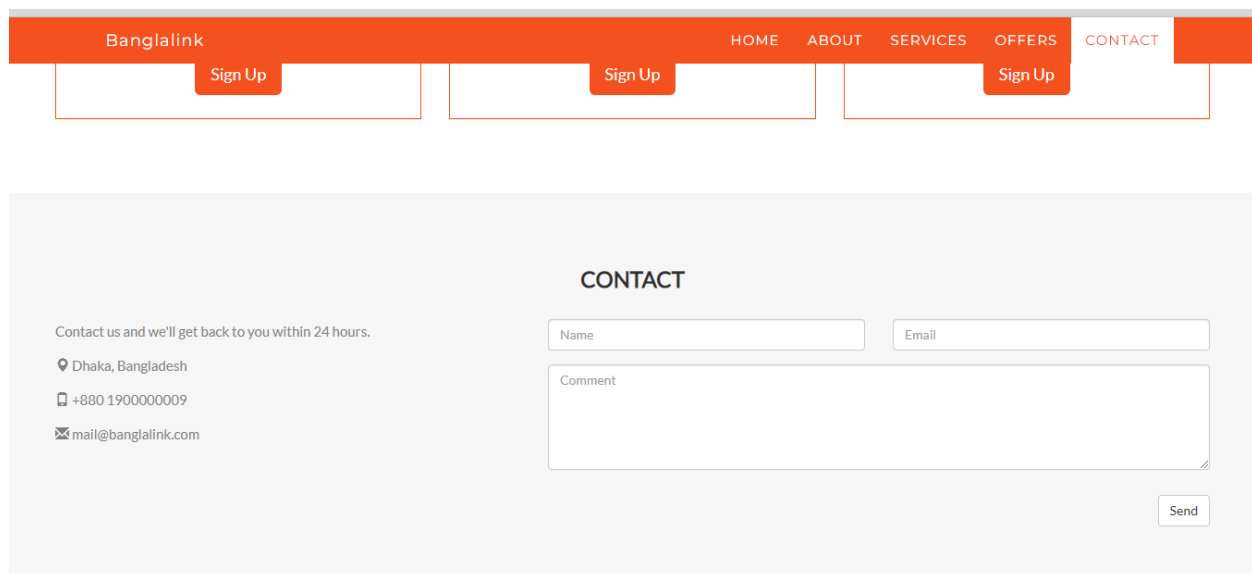 Banglalink HOME ABOUT SERVICES OFFERS CONTACT
Sign Up Sign Up Sign Up
CONTACT
Contact us and we'll get back to you within 24 hours.
Dhaka, Bangladesh
+880 1900000009
mail@banglalink.com
Name Email
Comment
Send